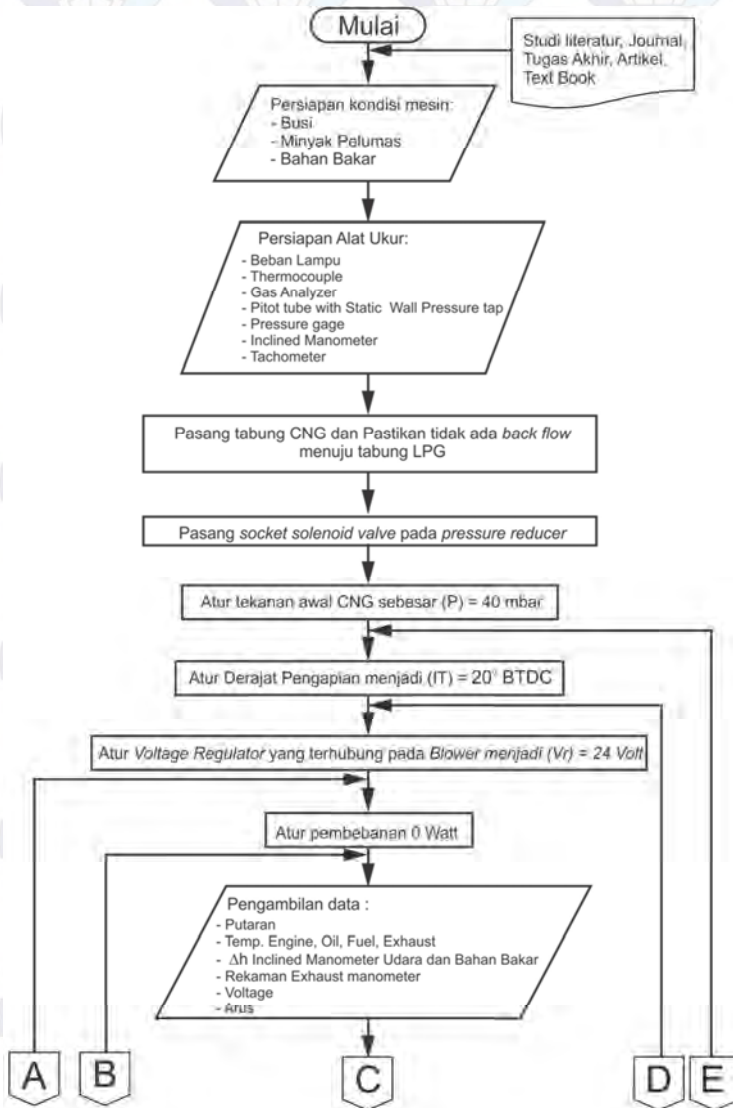 Mulai
Studi literatur, Journal,
Tugas Akhir, Artikel,
Text Book
Persiapan kondisi mesin:
- Busi
- Minyak Pelumas
- Bahan Bakar
Persiapan Alat Ukur:
- Beban Lampu
- Thermocouple
- Gas Analyzer
- Pitot tube with Static Wall Pressure tap
- Pressure gage
- Inclined Manometer
- Tachometer
Pasang tabung CNG dan Pastikan tidak ada back flow
menuju tabung LPG
Pasang socket solenoid valve pada pressure reducer
Atur tekanan awal CNG sebesar (P) = 40 mbar
Atur Derajat Pengapian menjadi (IT) = 20° BTDC
Atur Voltage Regulator yang terhubung pada Blower menjadi (Vr) = 24 Volt
Atur pembebanan 0 Watt
Pengambilan data :
- Putaran
- Temp. Engine, Oil, Fuel, Exhaust
- Δh Inclined Manometer Udara dan Bahan Bakar
- Rekaman Exhaust manometer
- Voltage
- Arus
A
B
C
D
E